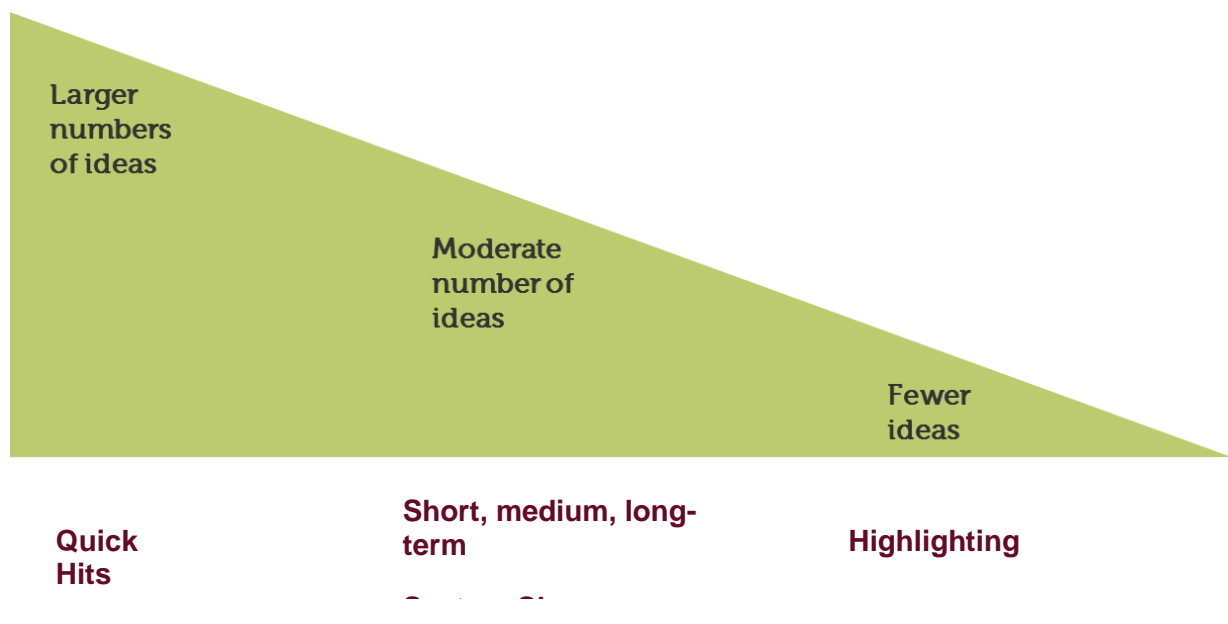 Larger
numbers
of ideas
Moderate
number of
ideas
Fewer
ideas
Quick
Hits
Short, medium, long-
term
Highlighting